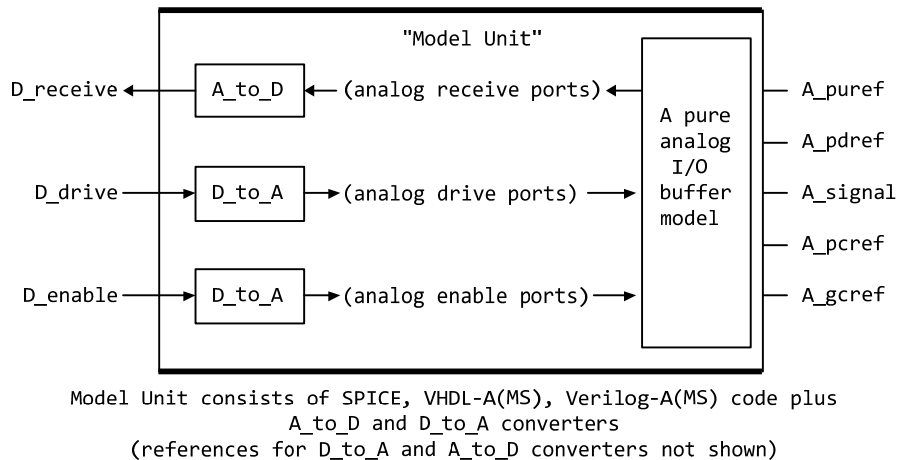 "Model Unit"
D_receive A_to_D (analog receive ports) A_puref
A pure
analog
I/O
buffer
model
A_pdref
D_drive D_to_A (analog drive ports) A_signal
A_pcref
D_enable D_to_A (analog enable ports) A_gcref
Model Unit consists of SPICE, VHDL-A(MS), Verilog-A(MS) code plus
A_to_D and D_to_A converters
(references for D_to_A and A_to_D converters not shown)